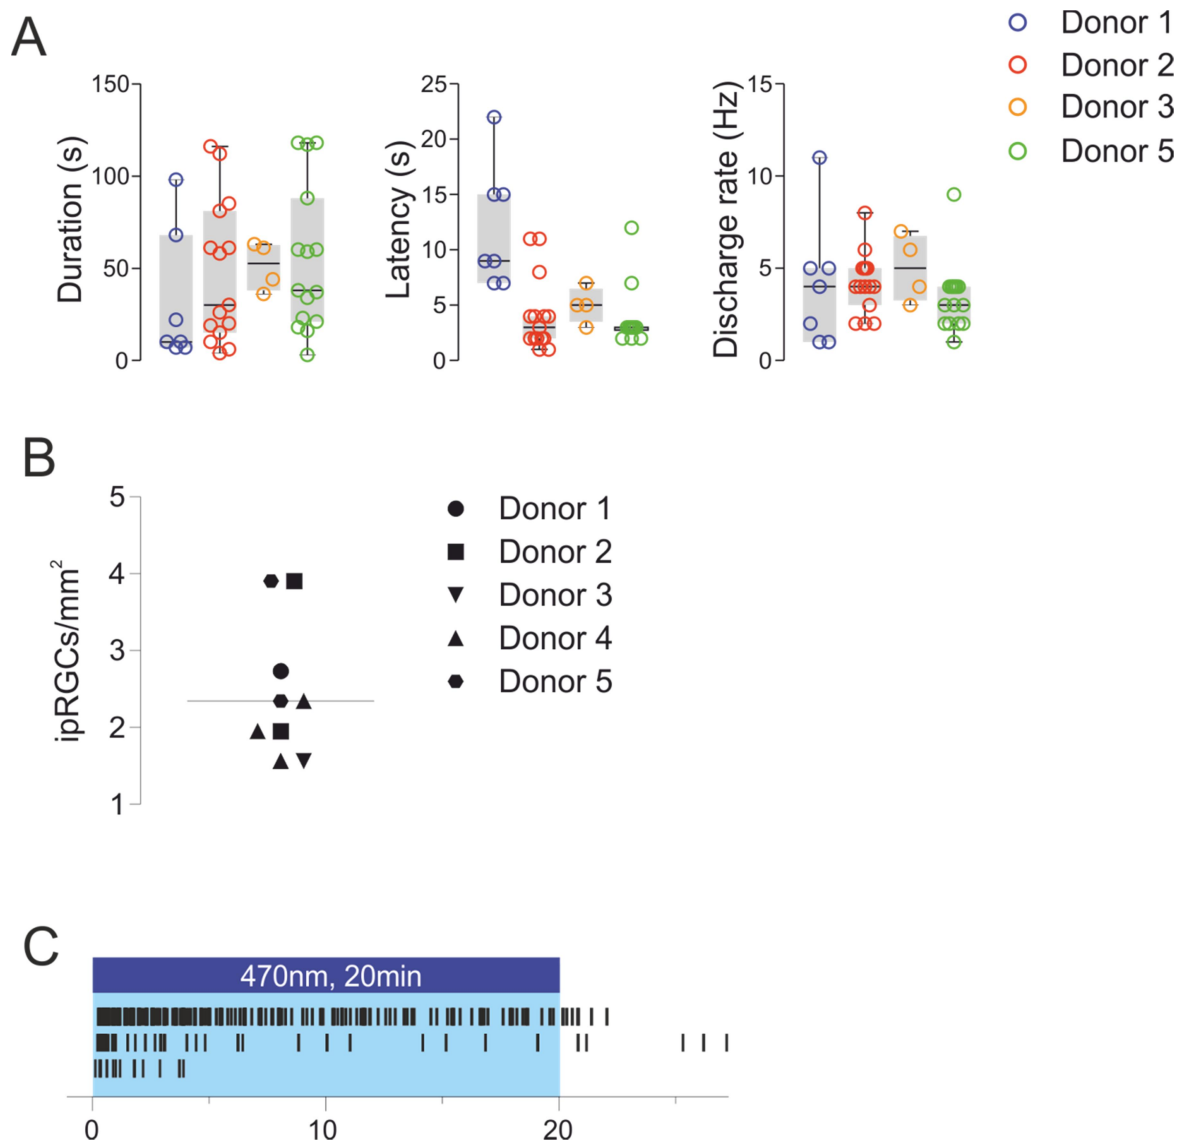 A
Donor 1
Donor 2
Donor 3
Donor 5
Duration (s)
150
100
50
0
Latency (s)
25
20
15
10
5
0
Discharge rate (Hz)
15
10
5
0
B
ipRGCs/mm²
5
4
3
2
1
Donor 1
Donor 2
Donor 3
Donor 4
Donor 5
C
470nm, 20min
0 10 20